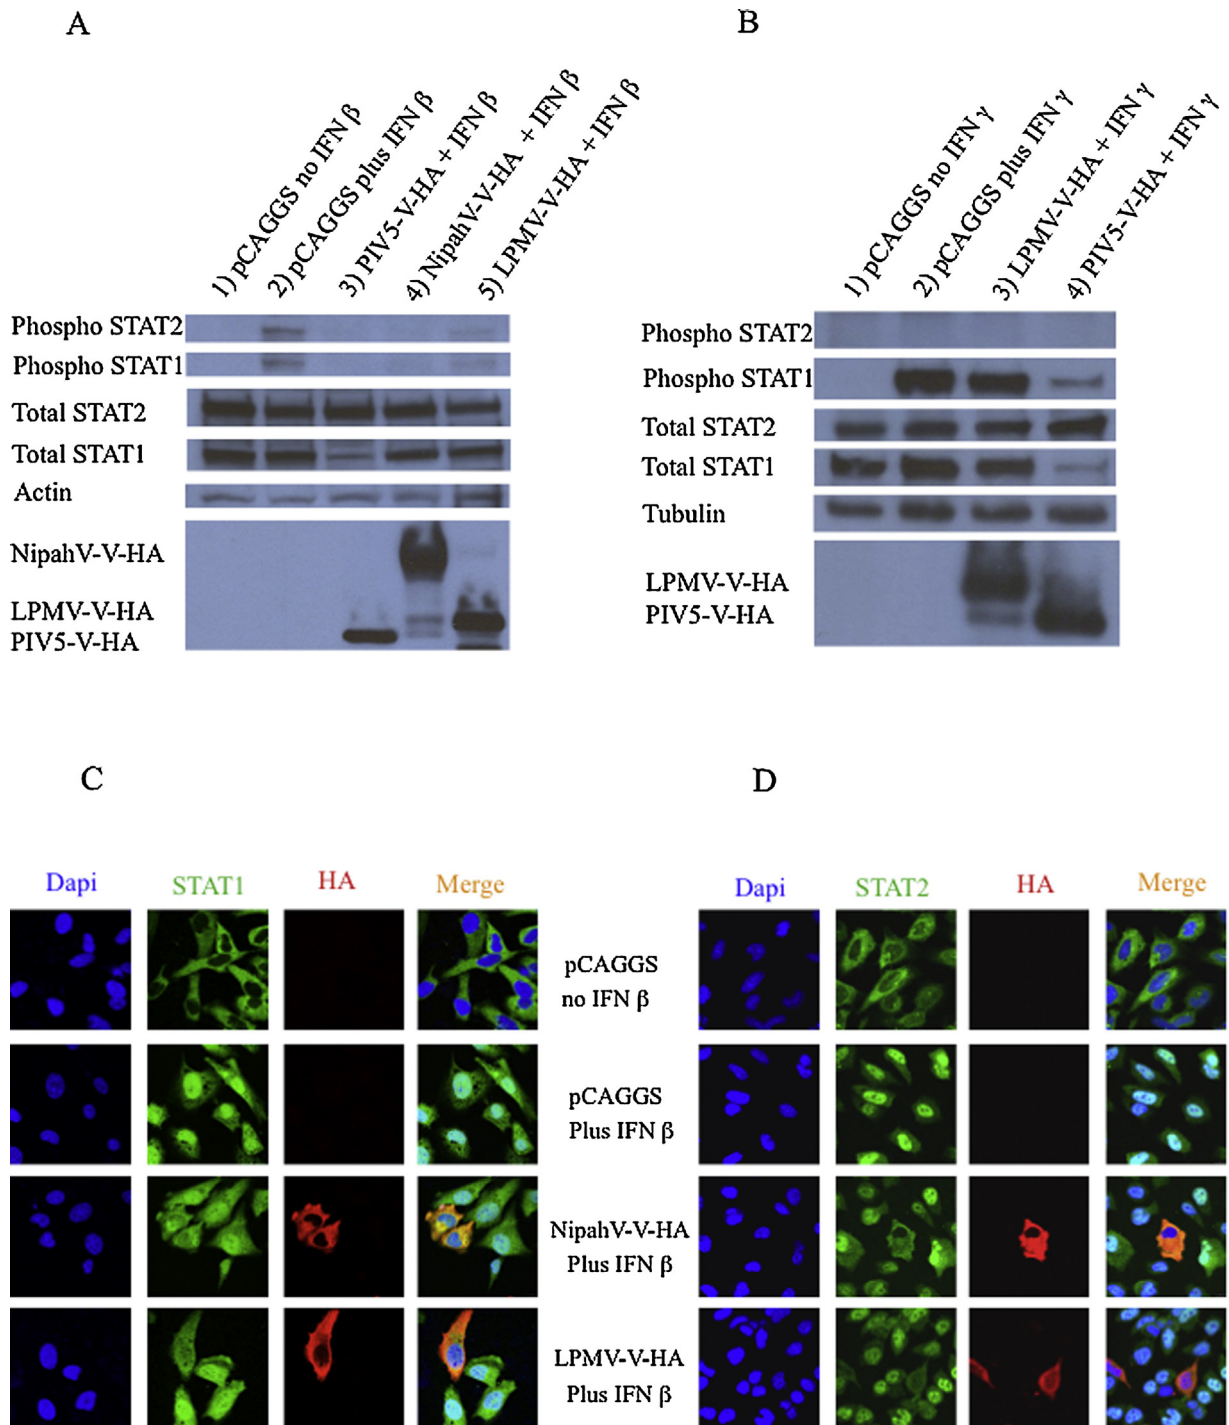 A
1) pCAGGS no IFN β
2) pCAGGS plus IFN β
3) PIV5-V-HA + IFN β
4) NipahV-V-HA + IFN β
5) LPMV-V-HA + IFN β
Phospho STAT2
Phospho STAT1
Total STAT2
Total STAT1
Actin
NipahV-V-HA
LPMV-V-HA
PIV5-V-HA
B
1) pCAGGS no IFN γ
2) pCAGGS plus IFN γ
3) LPMV-V-HA + IFN γ
4) PIV5-V-HA + IFN γ
Phospho STAT2
Phospho STAT1
Total STAT2
Total STAT1
Tubulin
LPMV-V-HA
PIV5-V-HA
C
Dapi STAT1 HA Merge
D
Dapi STAT2 HA Merge
pCAGGS
no IFN β
pCAGGS
Plus IFN β
NipahV-V-HA
Plus IFN β
LPMV-V-HA
Plus IFN β